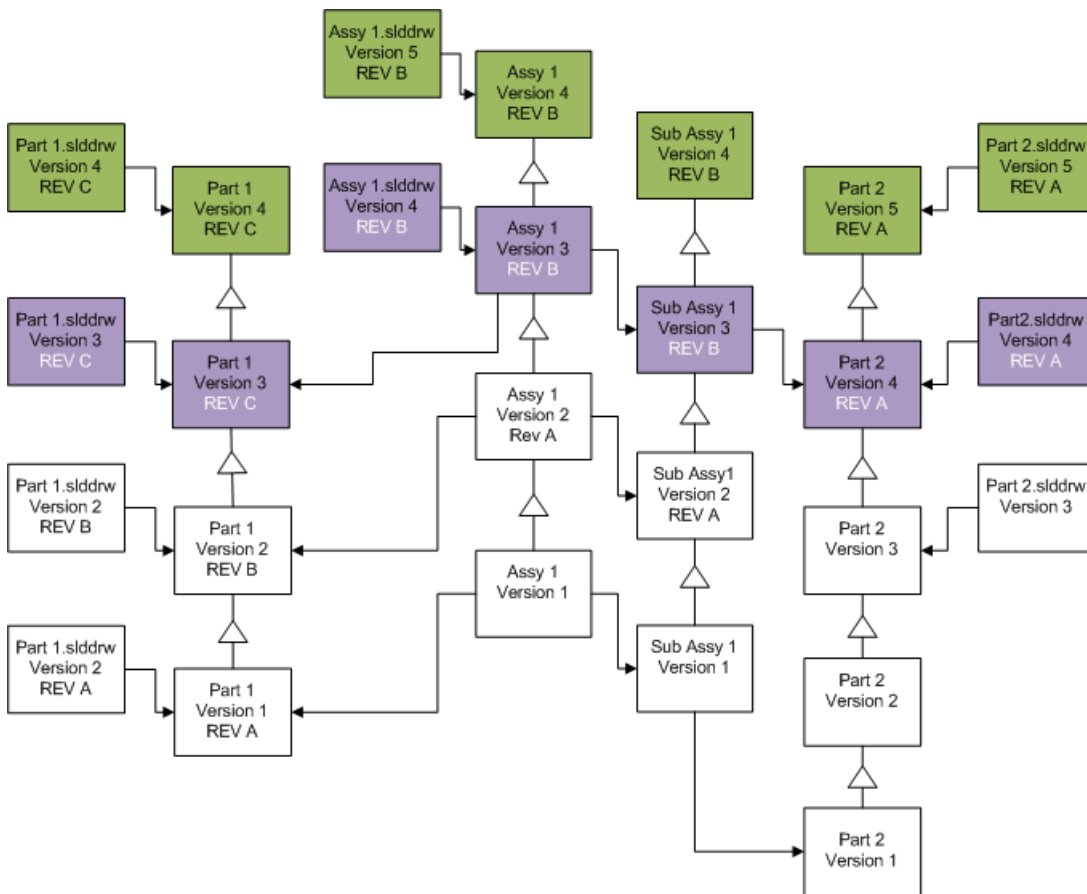 Assy 1.slddrw
Version 5
REV B
Assy 1
Version 4
REV B
Part 1.slddrw
Version 4
REV C
Sub Assy 1
Version 4
REV B
Part 2.slddrw
Version 5
REV A
Part 1
Version 4
REV C
Assy 1.slddrw
Version 4
REV B
Part 2
Version 5
REV A
Assy 1
Version 3
REV B
Part 1.slddrw
Version 3
REV C
Sub Assy 1
Version 3
REV B
Part2.slddrw
Version 4
REV A
Part 1
Version 3
REV C
Part 2
Version 4
REV A
Assy 1
Version 2
Rev A
Part 1.slddrw
Version 2
REV B
Sub Assy1
Version 2
REV A
Part 2.slddrw
Version 3
Part 1
Version 2
REV B
Part 2
Version 3
Assy 1
Version 1
Part 1.slddrw
Version 2
REV A
Sub Assy 1
Version 1
Part 1
Version 1
REV A
Part 2
Version 2
Part 2
Version 1